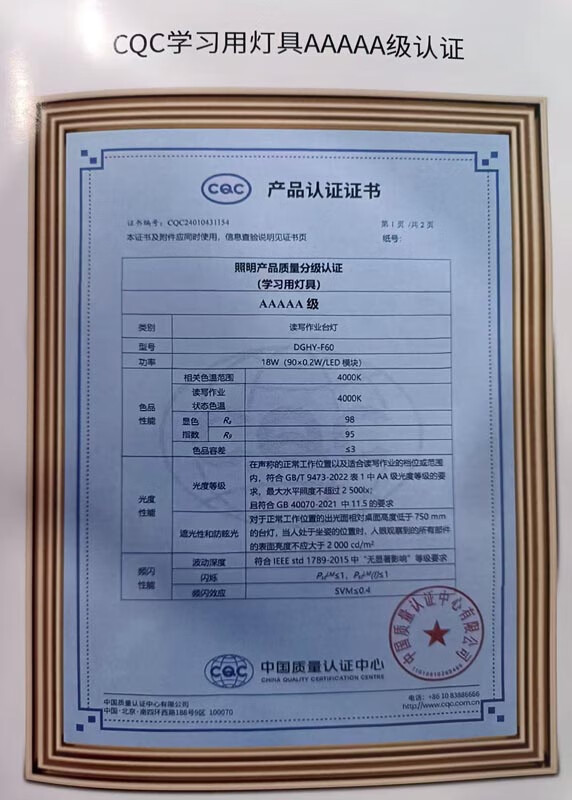 CQC学习用灯具AAAAA级认证
CQC 产品认证证书
证书编号：CQC24010431154 第1页/共2页
本证书及附件应同时使用，信息查验说明见证书页 纸号：
照明产品质量分级认证
(学习用灯具)
AAAAA 级
类别 读写作业台灯
型号 DGHY-F60
功率 18W（90×0.2W/LED 模块）
色品性能 相关色温范围 4000K
读写作业状态色温 4000K
显色指数 Ra 98
R9 95
色品容差 ≤3
光度性能 光度等级 在声称的正常工作位置以及适合读写作业的档位或范围
内，符合 GB/T 9473-2022 表 1 中 AA 级光度等级的要
求，最大水平照度不超过 2 500lx；
且符合 GB 40070-2021 中 11.5 的要求
遮光性和防眩光 对于正常工作位置的出光面相对桌面高度低于 750 mm
的台灯，当人处于坐姿的位置时，人眼观察到的所有部件
的表面亮度不应大于 2 000 cd/m²
频闪性能 波动深度 符合 IEEE std 1789-2015 中“无显著影响”等级要求
闪烁 PstLM≤1
频闪效应 SVM≤0.4
中国质量认证中心有限公司
CQC 中国质量认证中心
CHINA QUALITY CERTIFICATION CENTRE
中国质量认证中心有限公司
中国·北京·南四环西路188号9区 100070
电话：+86 10 83886666
http://www.cqc.com.cn